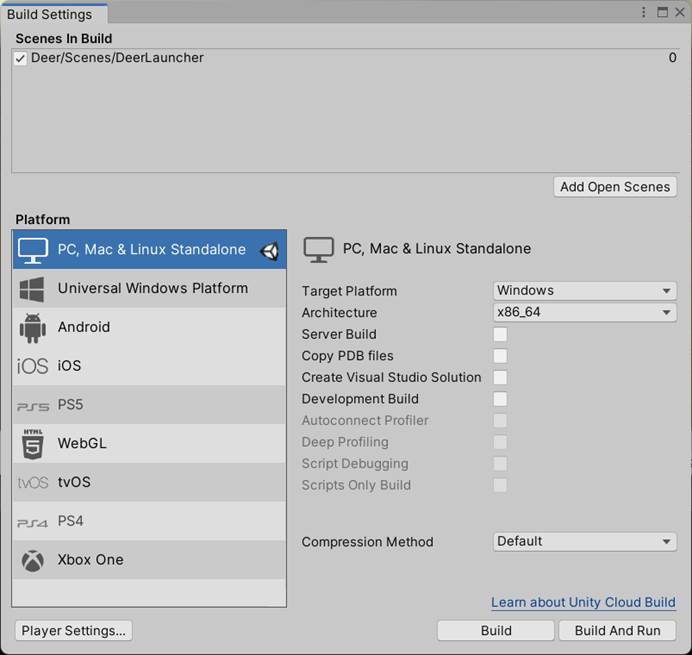 Build Settings
Scenes In Build
Deer/Scenes/DeerLauncher 0
Add Open Scenes
Platform
PC, Mac & Linux Standalone
Universal Windows Platform
Android
iOS iOS
PS5 PS5
HTML 5 WebGL
tvOS tvOS
PS4 PS4
Xbox One
PC, Mac & Linux Standalone
Target Platform Windows
Architecture x86_64
Server Build
Copy PDB files
Create Visual Studio Solution
Development Build
Autoconnect Profiler
Deep Profiling
Script Debugging
Scripts Only Build
Compression Method Default
Learn about Unity Cloud Build
Player Settings... Build Build And Run